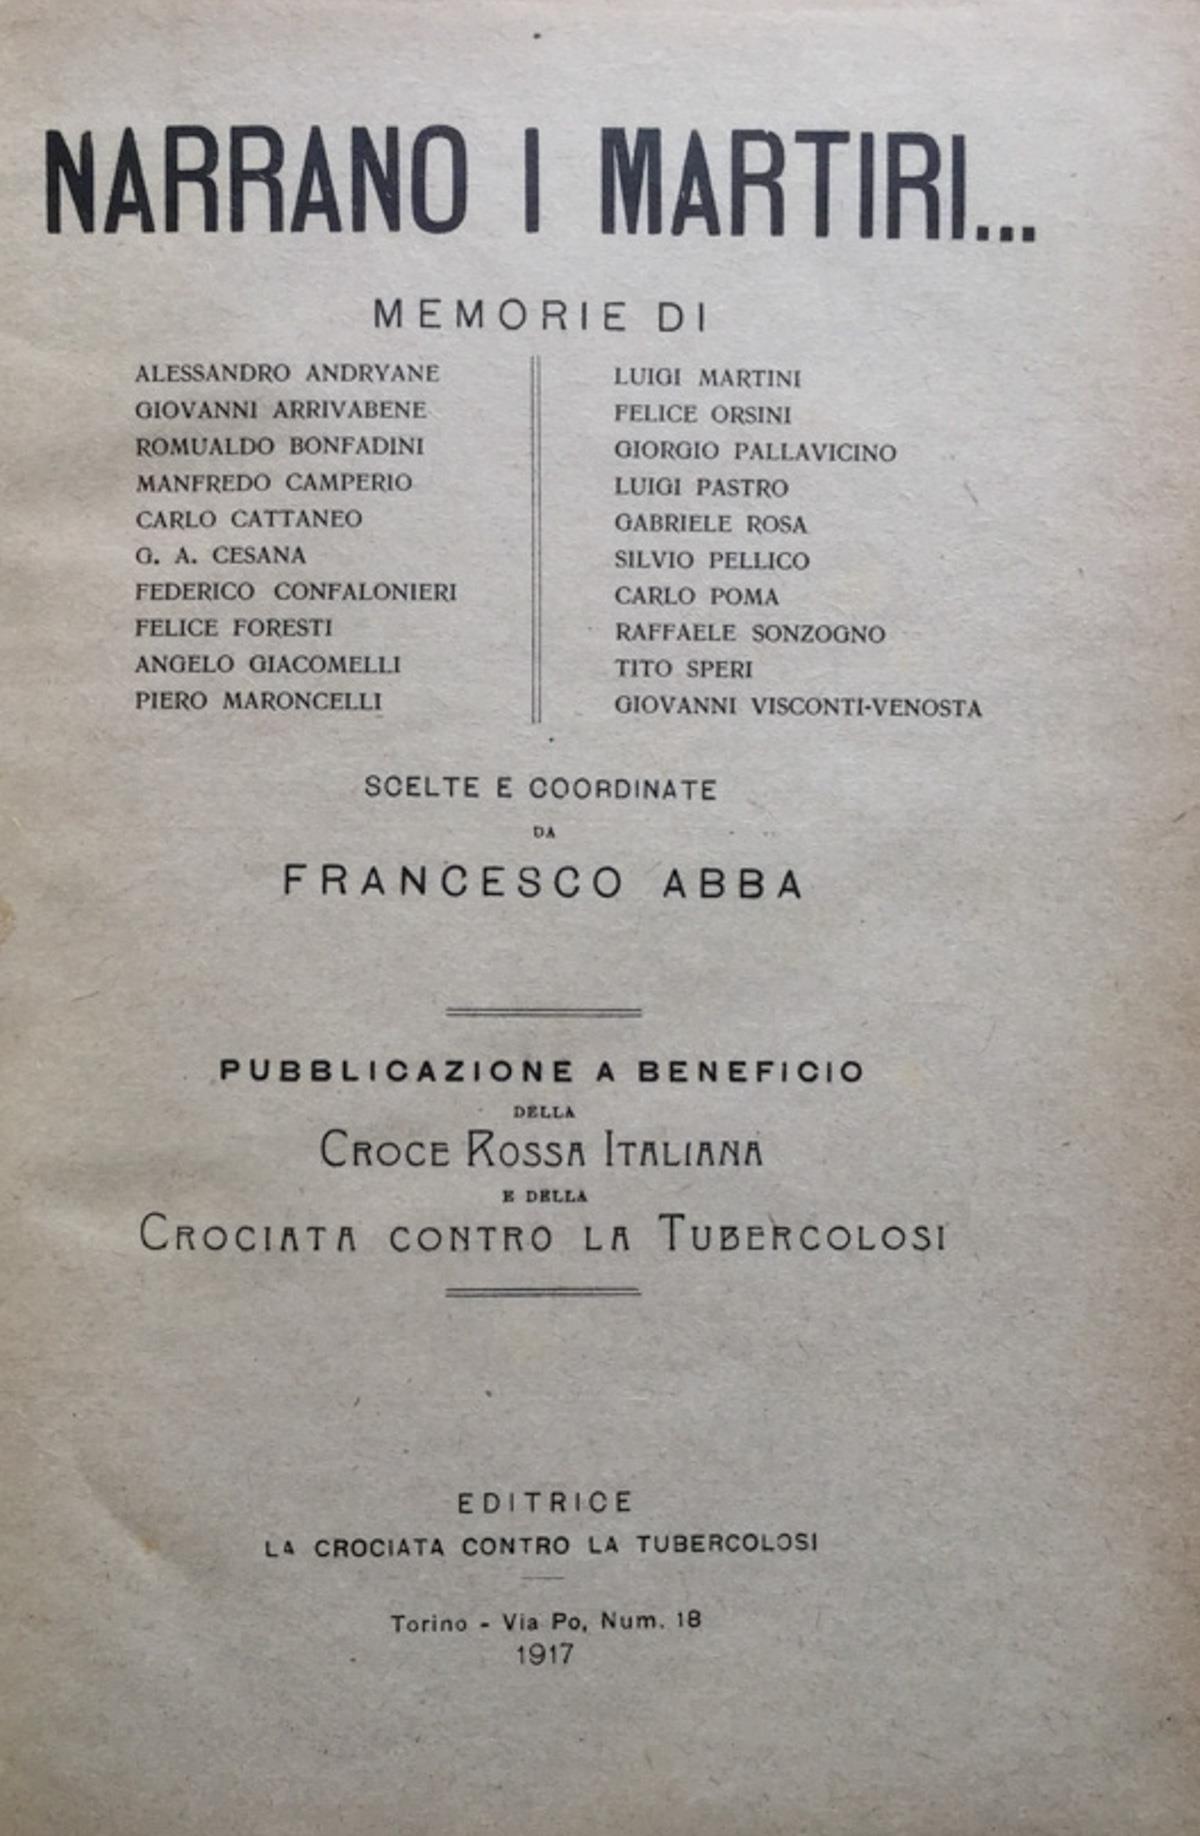 NARRANO I MARTIRI...
MEMORIE DI
ALESSANDRO ANDRYANE
GIOVANNI ARRIVABENE
ROMUALDO BONFADINI
MANFREDO CAMPERIO
CARLO CATTANEO
G. A. CESANA
FEDERICO CONFALONIERI
FELICE FORESTI
ANGELO GIACOMELLI
PIERO MARONCELLI
LUIGI MARTINI
FELICE ORSINI
GIORGIO PALLAVICINO
LUIGI PASTRO
GABRIELE ROSA
SILVIO PELLICO
CARLO POMA
RAFFAELE SONZOGNO
TITO SPERI
GIOVANNI VISCONTI-VENOSTA
SCELTE E COORDINATE
DA
FRANCESCO ABBA
PUBBLICAZIONE A BENEFICIO
DELLA
CROCE ROSSA ITALIANA
E DELLA
CROCIATA CONTRO LA TUBERCOLOSI
EDITRICE
LA CROCIATA CONTRO LA TUBERCOLOSI
Torino - Via Po, Num. 18
1917